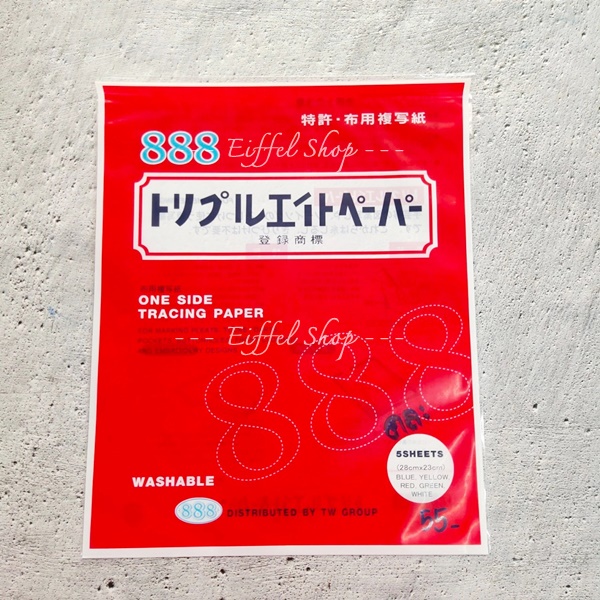 特許・布用複写紙
888 Eiffel Shop ---
トリプルエイトペーパー
登録商標
ONE SIDE
TRACING PAPER
--- Eiffel Shop ---
888
5SHEETS
(28cm×23cm)
BLUE, YELLOW
RED, GREEN,
WHITE
WASHABLE
888 DISTRIBUTED BY TW GROUP
55-